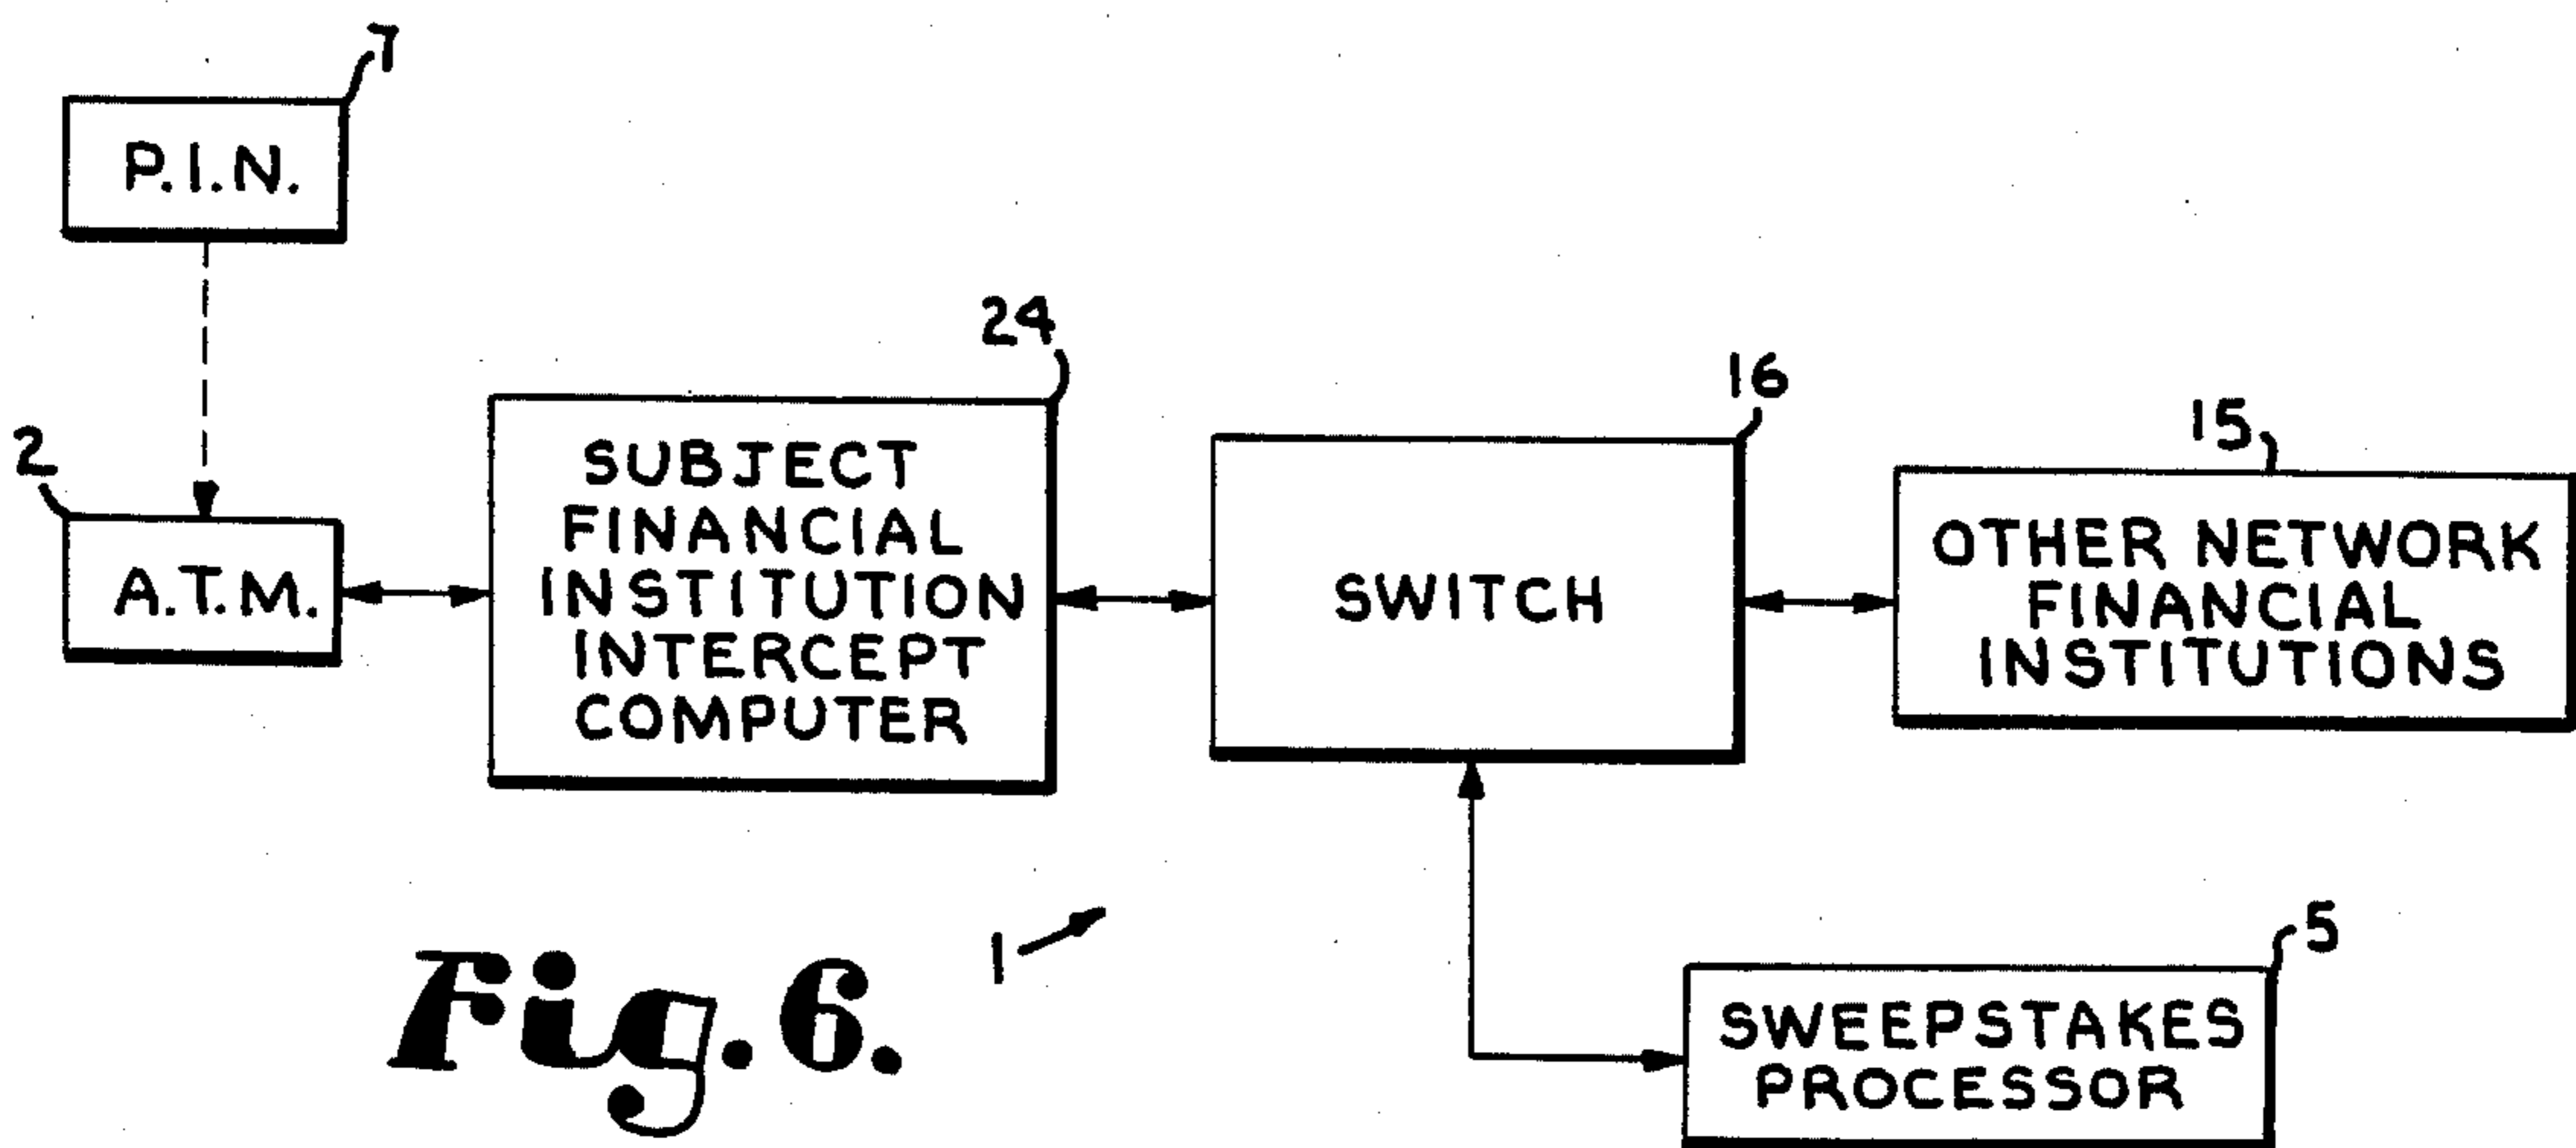 7
P.I.N.
2
A.T.M.
24
SUBJECT
FINANCIAL
INSTITUTION
INTERCEPT
COMPUTER
16
SWITCH
15
OTHER NETWORK
FINANCIAL
INSTITUTIONS
1
5
SWEEPSTAKES
PROCESSOR
Fig. 6.